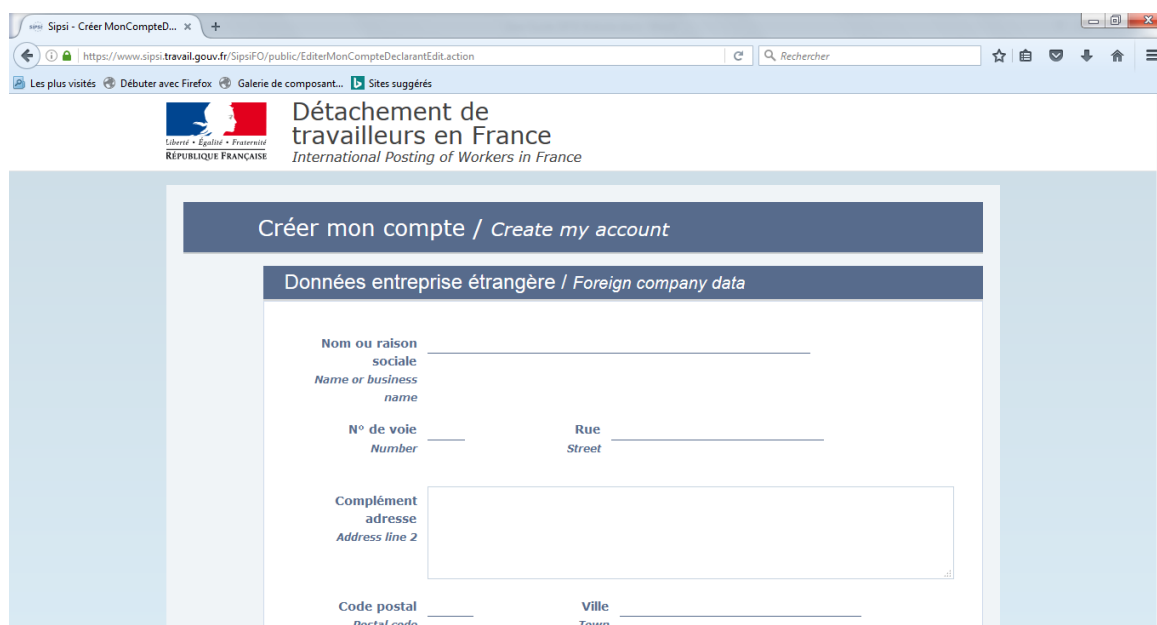 Sipsi - Créer MonCompteD...
https://www.sipsi.travail.gouv.fr/SipsiFO/public/EditerMonCompteDeclarantEdit.action
Rechercher
Les plus visités Débuter avec Firefox Galerie de composant... Sites suggérés
Liberté • Égalité • Fraternité
RÉPUBLIQUE FRANÇAISE
Détachement de
travailleurs en France
International Posting of Workers in France
Créer mon compte / Create my account
Données entreprise étrangère / Foreign company data
Nom ou raison
sociale
Name or business
name
N° de voie Rue
Number Street
Complément
adresse
Address line 2
Code postal Ville
Postal code Town